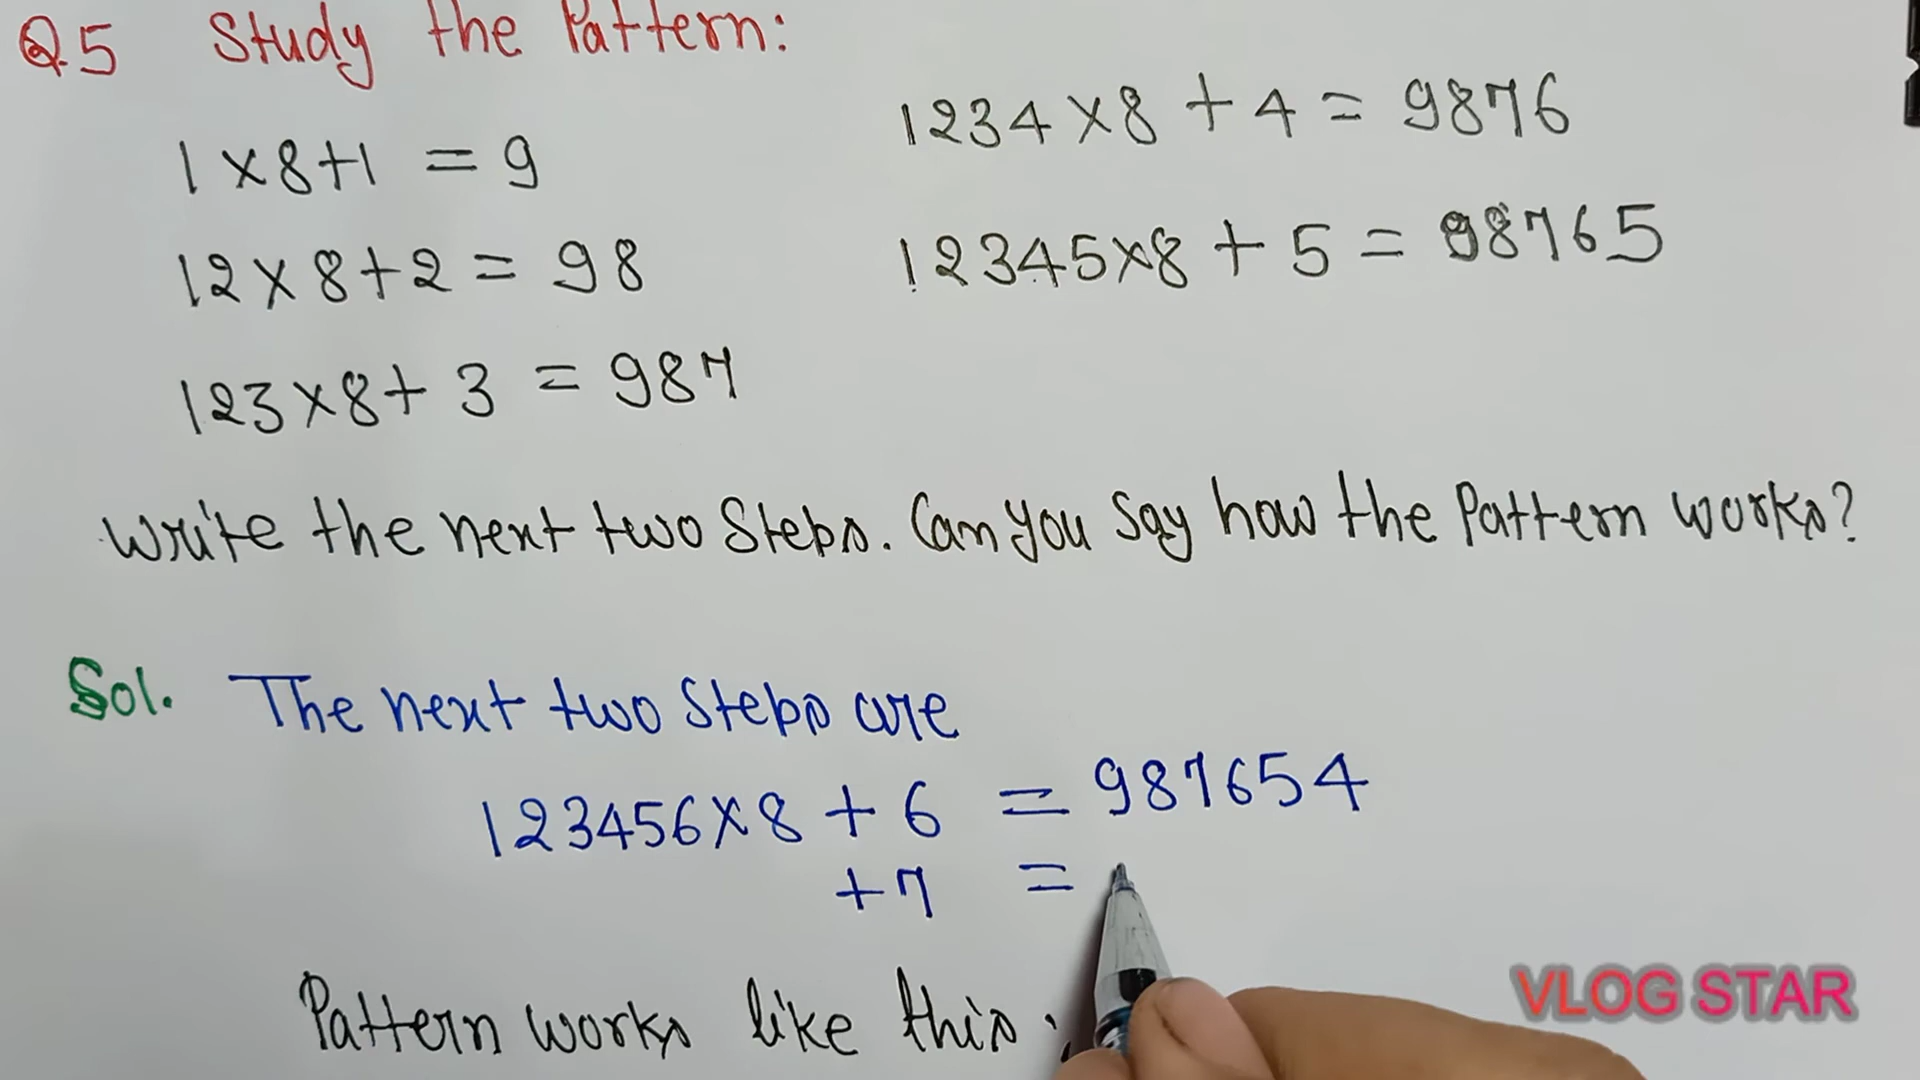 Q.5 Study the Pattern:
1×8+1 = 9
12×8+2 = 98
123×8+ 3 = 987
1234×8 + 4 = 9876
12345×8 + 5 = 98765
Write the next two Steps. Can you Say how the Pattern works?
Sol. The next two Steps are
123456×8 + 6 = 987654
+7 =
Pattern works like this :
VLOG STAR